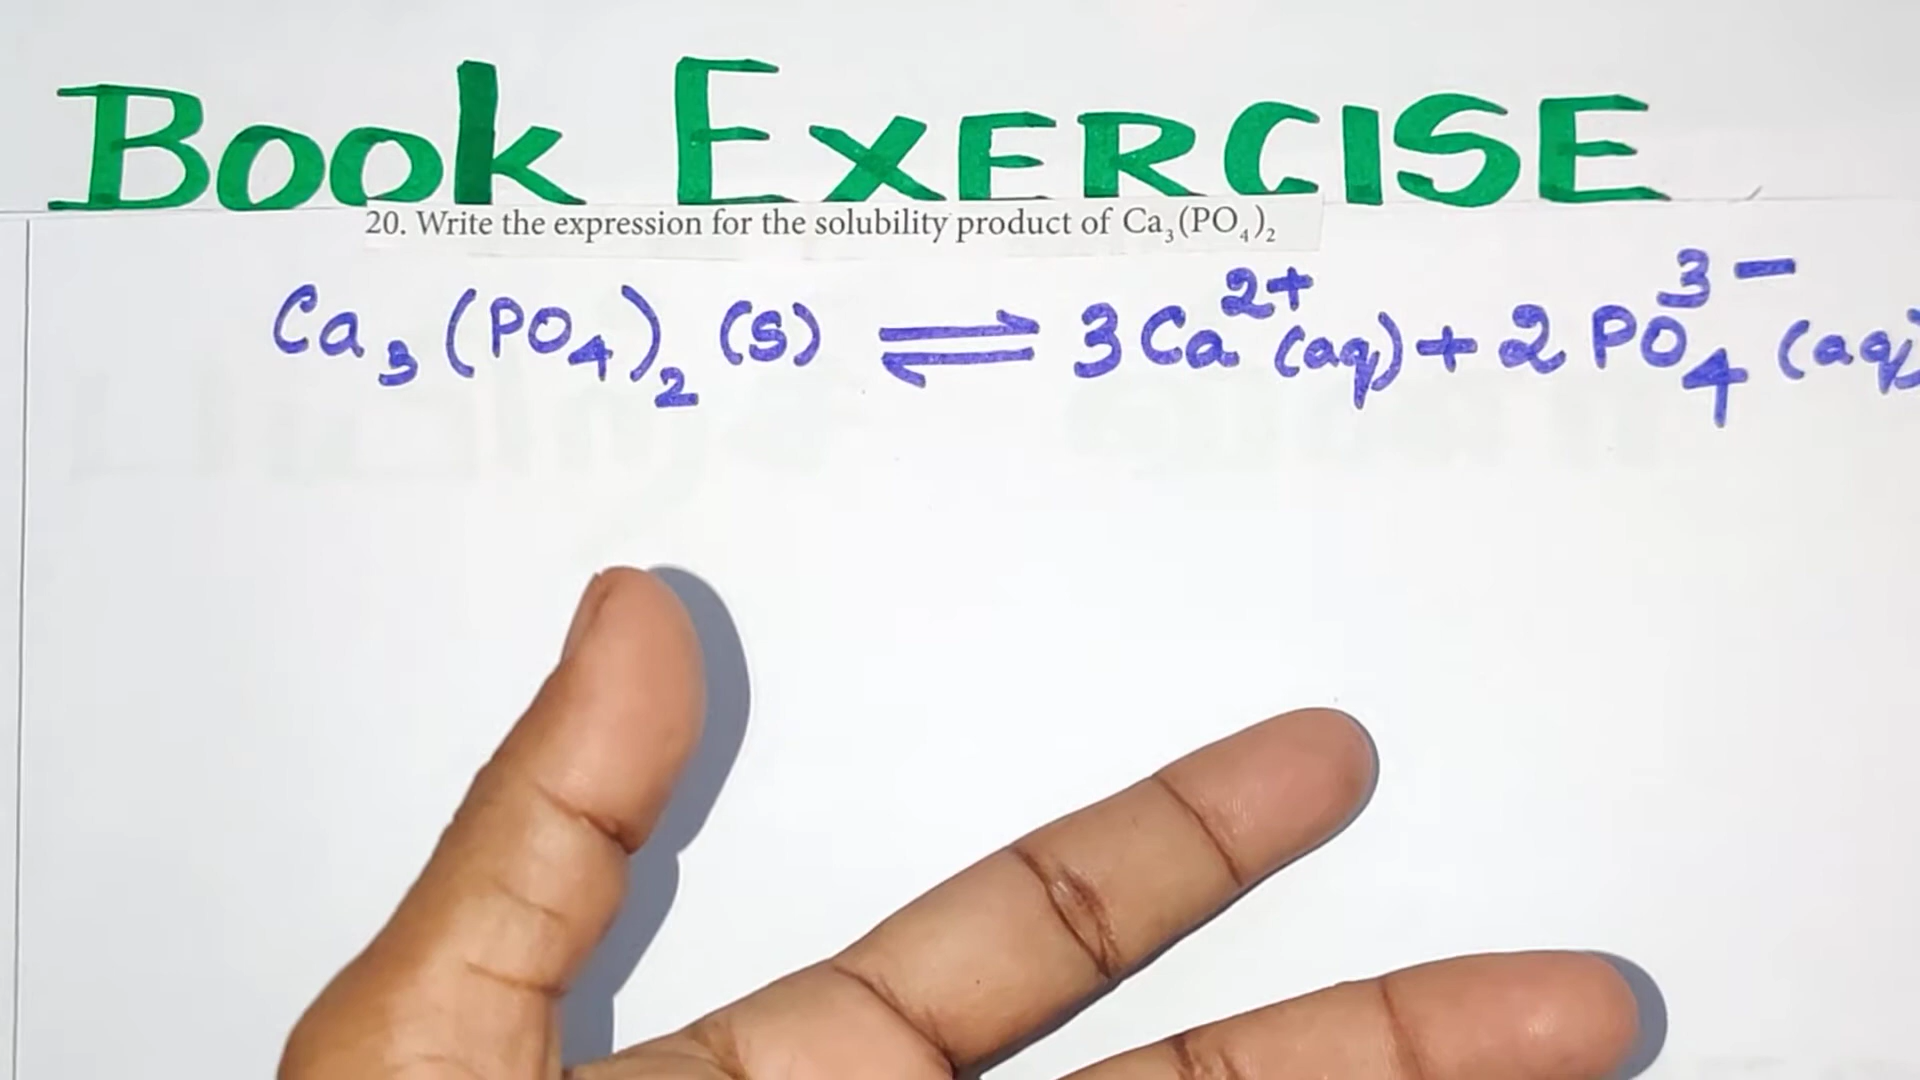 BOOK EXERCISE
20. Write the expression for the solubility product of Ca₃(PO₄)₂
Ca₃(PO₄)₂ (s) ⇌ 3Ca²⁺(aq) + 2PO₄³⁻(aq)